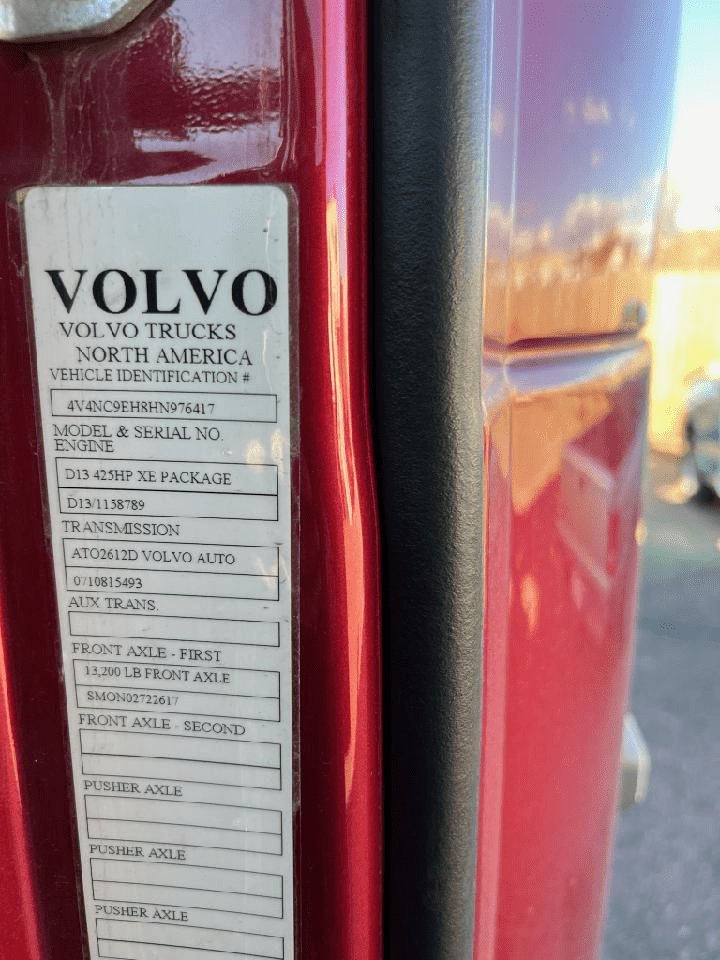 VOLVO
VOLVO TRUCKS
NORTH AMERICA
VEHICLE IDENTIFICATION #
4V4NC9EH8HN976417
MODEL & SERIAL NO.
ENGINE
D13 425HP XE PACKAGE
D13/1158789
TRANSMISSION
ATO2612D VOLVO AUTO
0710815493
AUX TRANS.
FRONT AXLE - FIRST
13,200 LB FRONT AXLE
SMON02722617
FRONT AXLE - SECOND
PUSHER AXLE
PUSHER AXLE
PUSHER AXLE